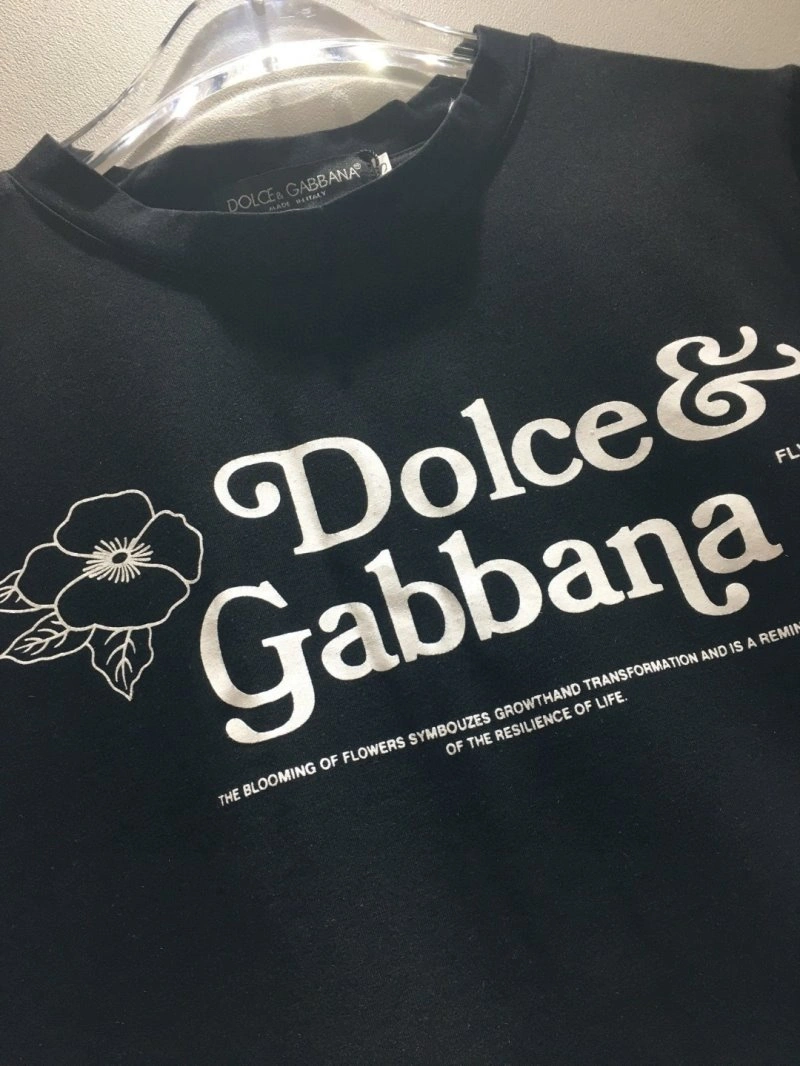 DOLCE & GABBANA®
MADE IN ITALY
Dolce &
Gabbana
THE BLOOMING OF FLOWERS SYMBOUZES GROWTHAND TRANSFORMATION AND IS A
OF THE RESILIENCE OF LIFE.